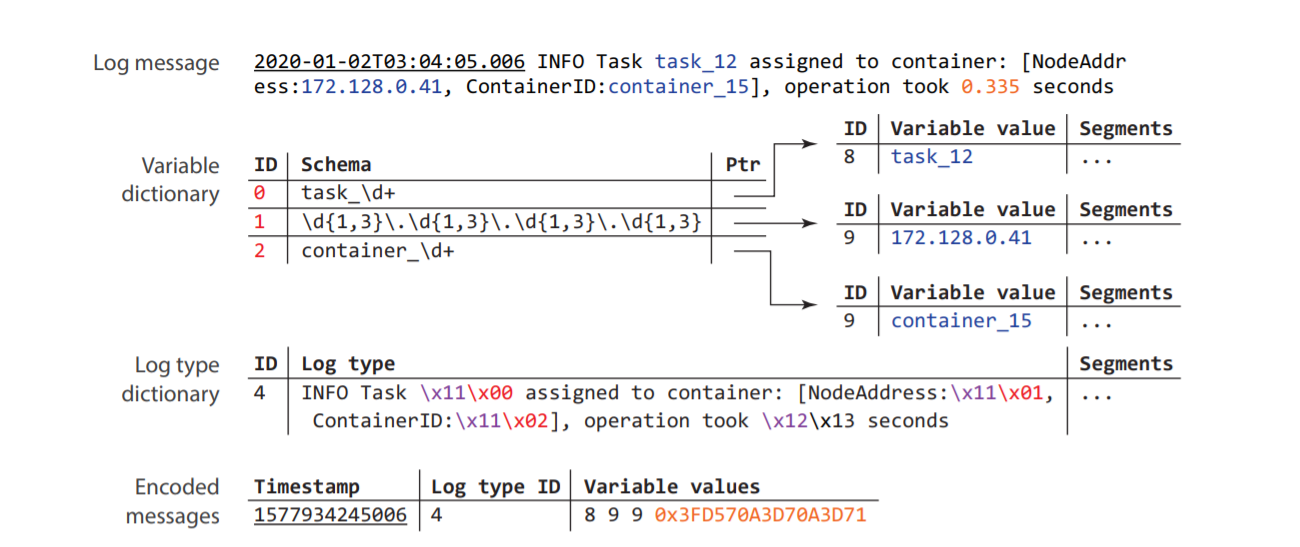 Log message 2020-01-02T03:04:05.006 INFO Task task_12 assigned to container: [NodeAddr
ess:172.128.0.41, ContainerID:container_15], operation took 0.335 seconds
Variable
dictionary
ID Schema Ptr
0 task_\d+
1 \d{1,3}\.\d{1,3}\.\d{1,3}\.\d{1,3}
2 container_\d+
ID Variable value Segments
8 task_12 ...
ID Variable value Segments
9 172.128.0.41 ...
ID Variable value Segments
9 container_15 ...
Log type
dictionary
ID Log type Segments
4 INFO Task \x11\x00 assigned to container: [NodeAddress:\x11\x01, ...
ContainerID:\x11\x02], operation took \x12\x13 seconds
Encoded
messages
Timestamp Log type ID Variable values
1577934245006 4 8 9 9 0x3FD570A3D70A3D71